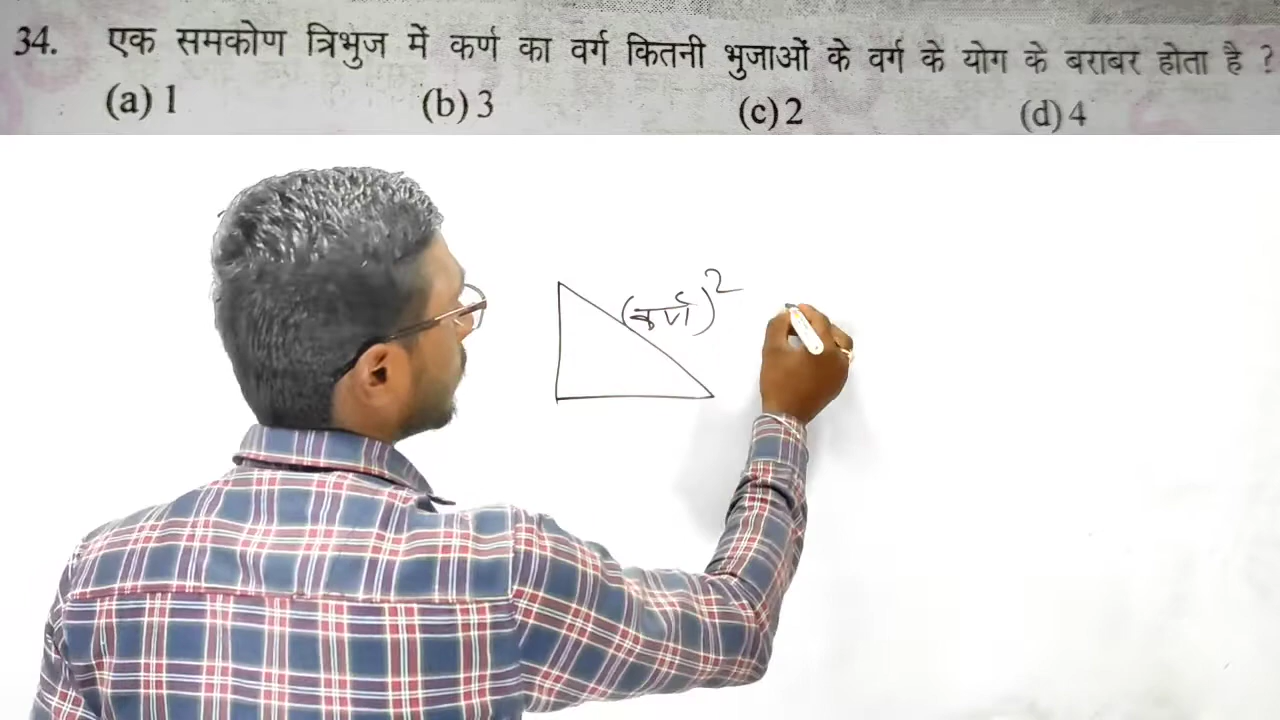 34. एक समकोण त्रिभुज में कर्ण का वर्ग कितनी भुजाओं के वर्ग के योग के बराबर होता है ?
(a) 1 (b) 3 (c) 2 (d) 4
(कर्ण)²